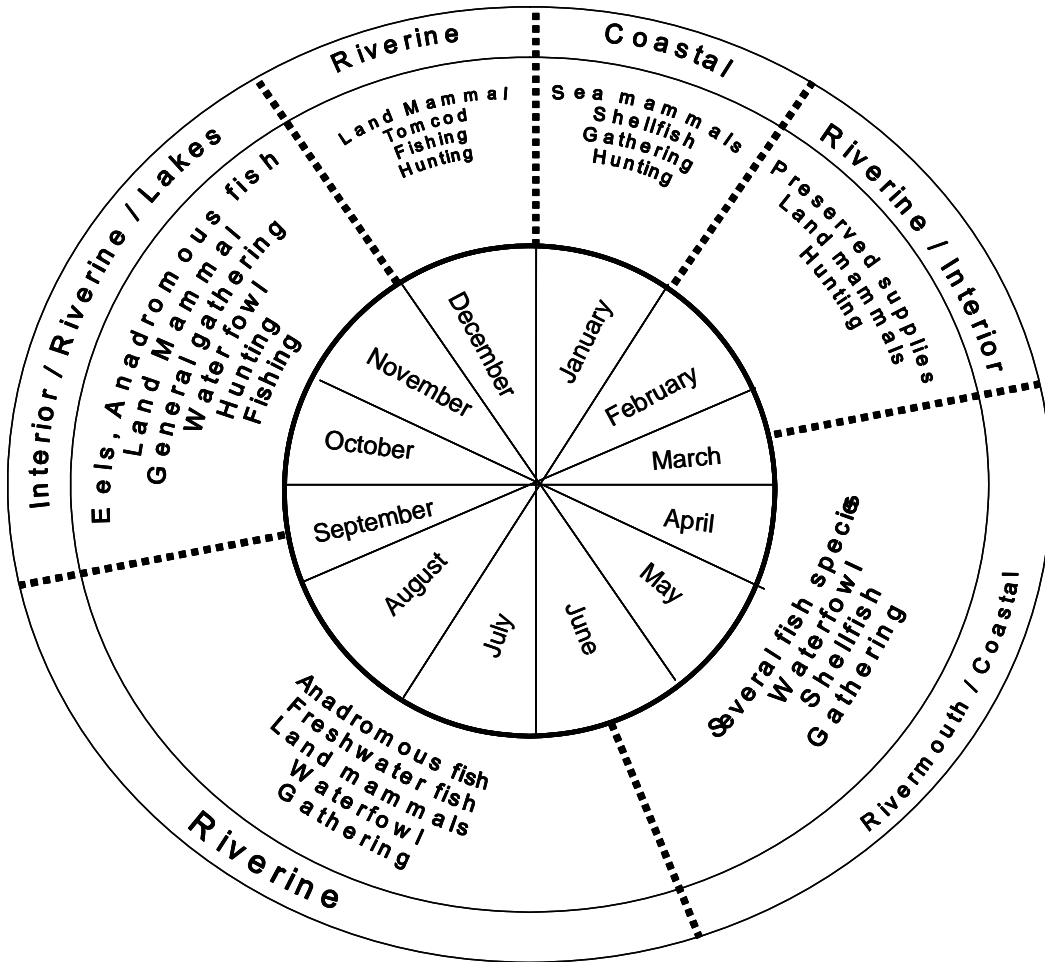 Riverine
Land Mammal
Tomcod
Fishing
Hunting
Coastal
Sea mammals
Shellfish
Gathering
Hunting
Riverine / Interior
Preserved supplies
Land mammals
Hunting
Rivermouth / Coastal
Several fish species
Waterfowl
Shellfish
Gathering
Riverine
Anadromous fish
Freshwater fish
Land mammals
Waterfowl
Gathering
Interior / Riverine / Lakes
Eels, Anadromous fish
Land Mammal
General gathering
Water fowl
Hunting
Fishing
January
February
March
April
May
June
July
August
September
October
November
December